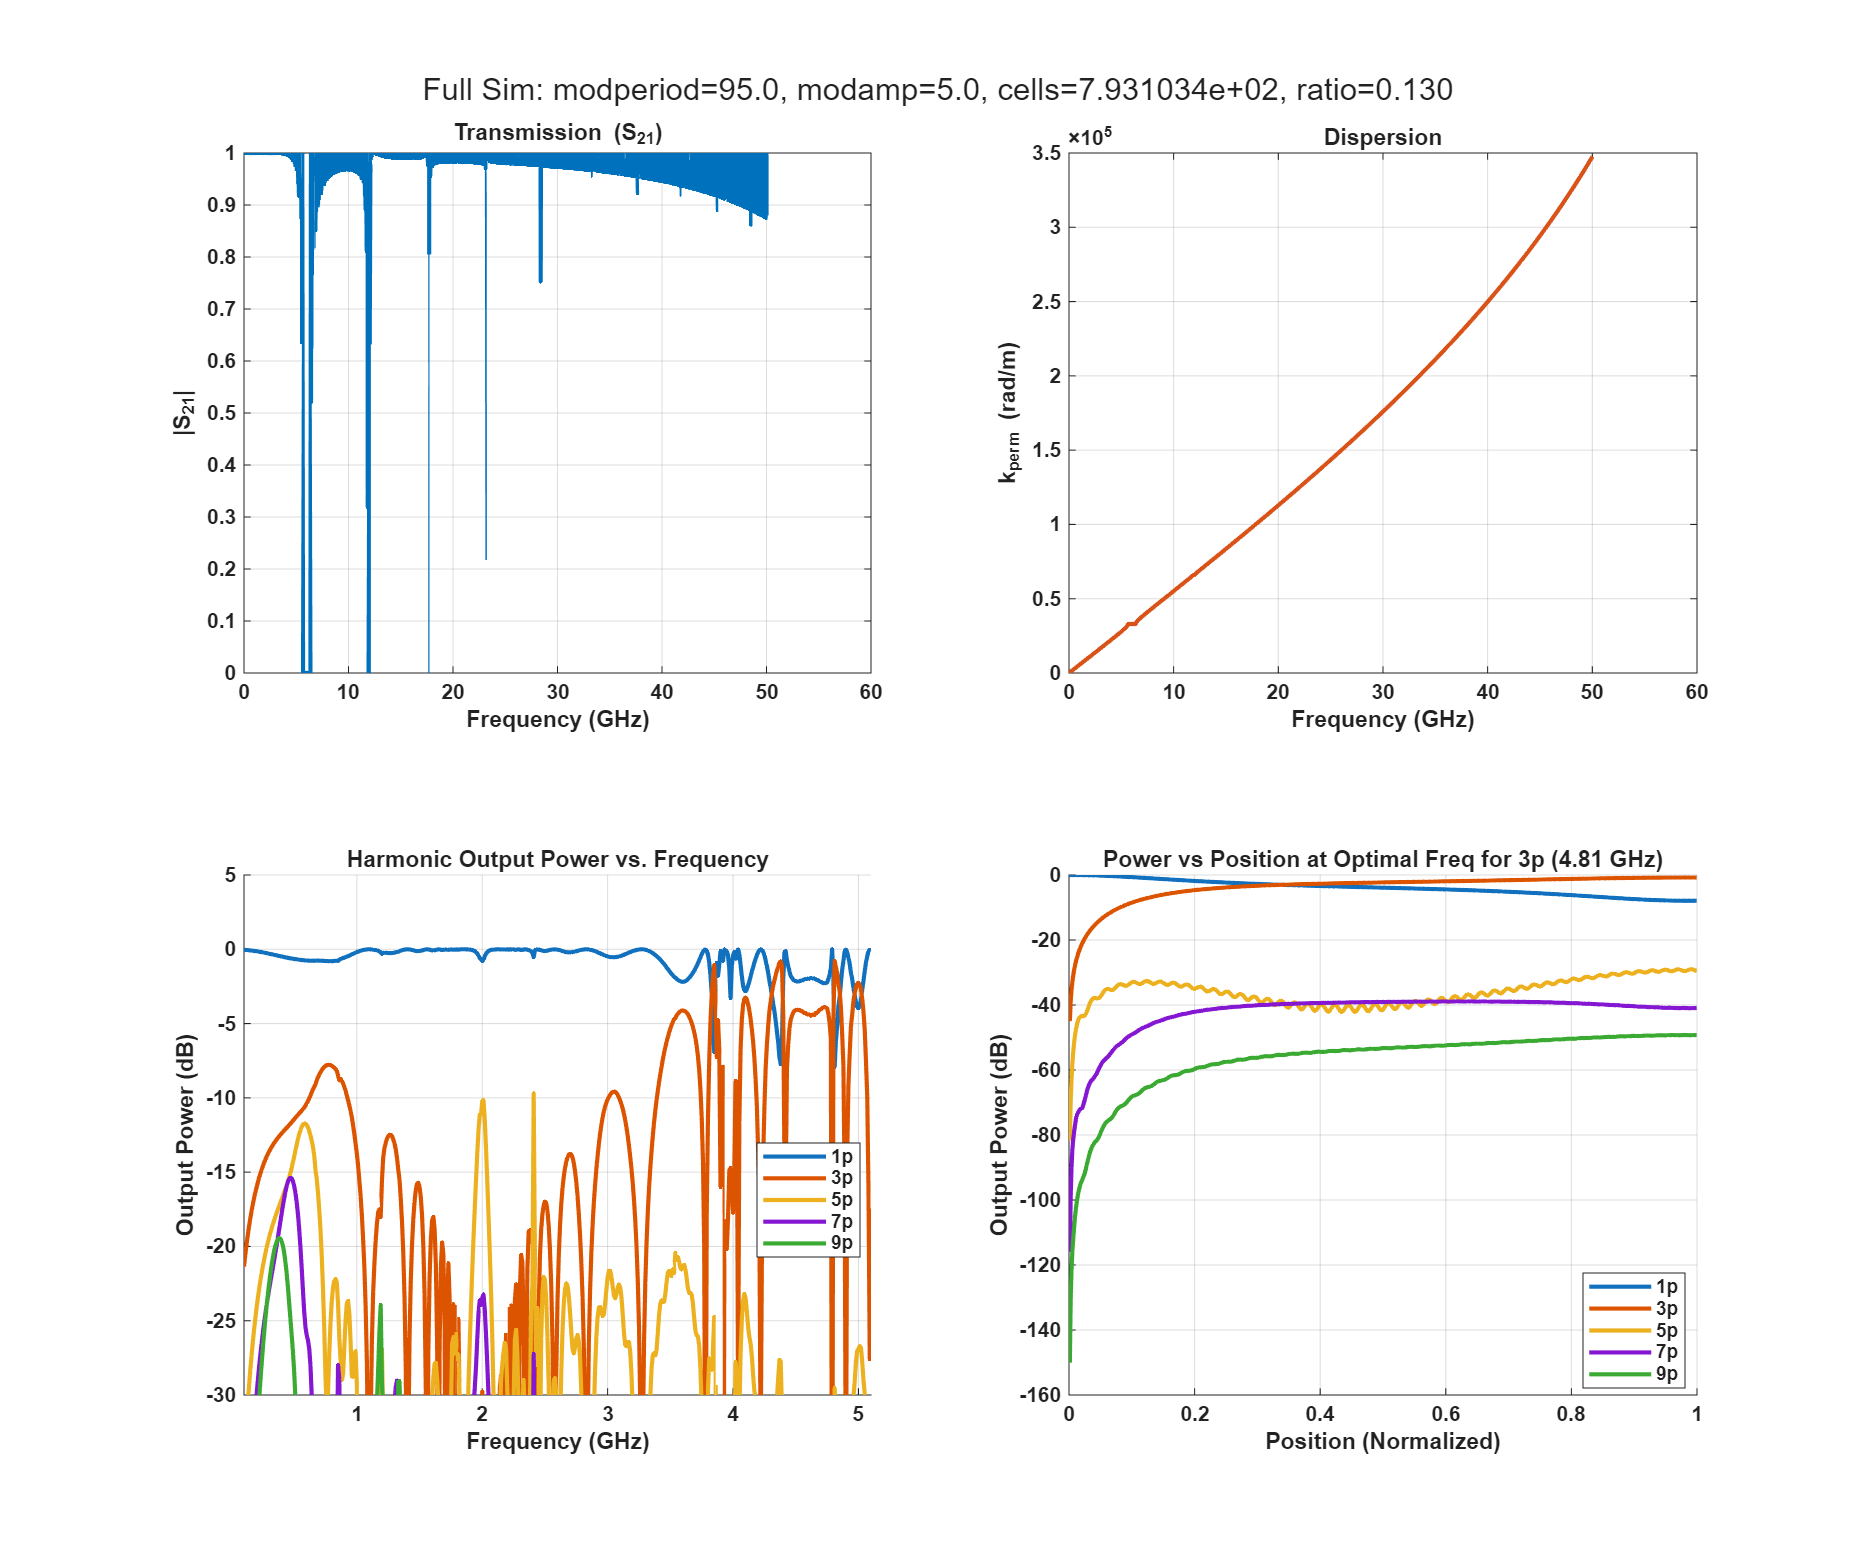 Full Sim: modperiod=95.0, modamp=5.0, cells=7.931034e+02, ratio=0.130
Transmission (S21)
1
0.9
0.8
0.7
0.6
0.5
0.4
0.3
0.2
0.1
0
|S21|
0 10 20 30 40 50 60
Frequency (GHz)
×10^5
Dispersion
3.5
3
2.5
2
1.5
1
0.5
0
kperm (rad/m)
0 10 20 30 40 50 60
Frequency (GHz)
Harmonic Output Power vs. Frequency
5
0
-5
-10
-15
-20
-25
-30
Output Power (dB)
1p
3p
5p
7p
9p
1 2 3 4 5
Frequency (GHz)
Power vs Position at Optimal Freq for 3p (4.81 GHz)
0
-20
-40
-60
-80
-100
-120
-140
-160
Output Power (dB)
1p
3p
5p
7p
9p
0 0.2 0.4 0.6 0.8 1
Position (Normalized)